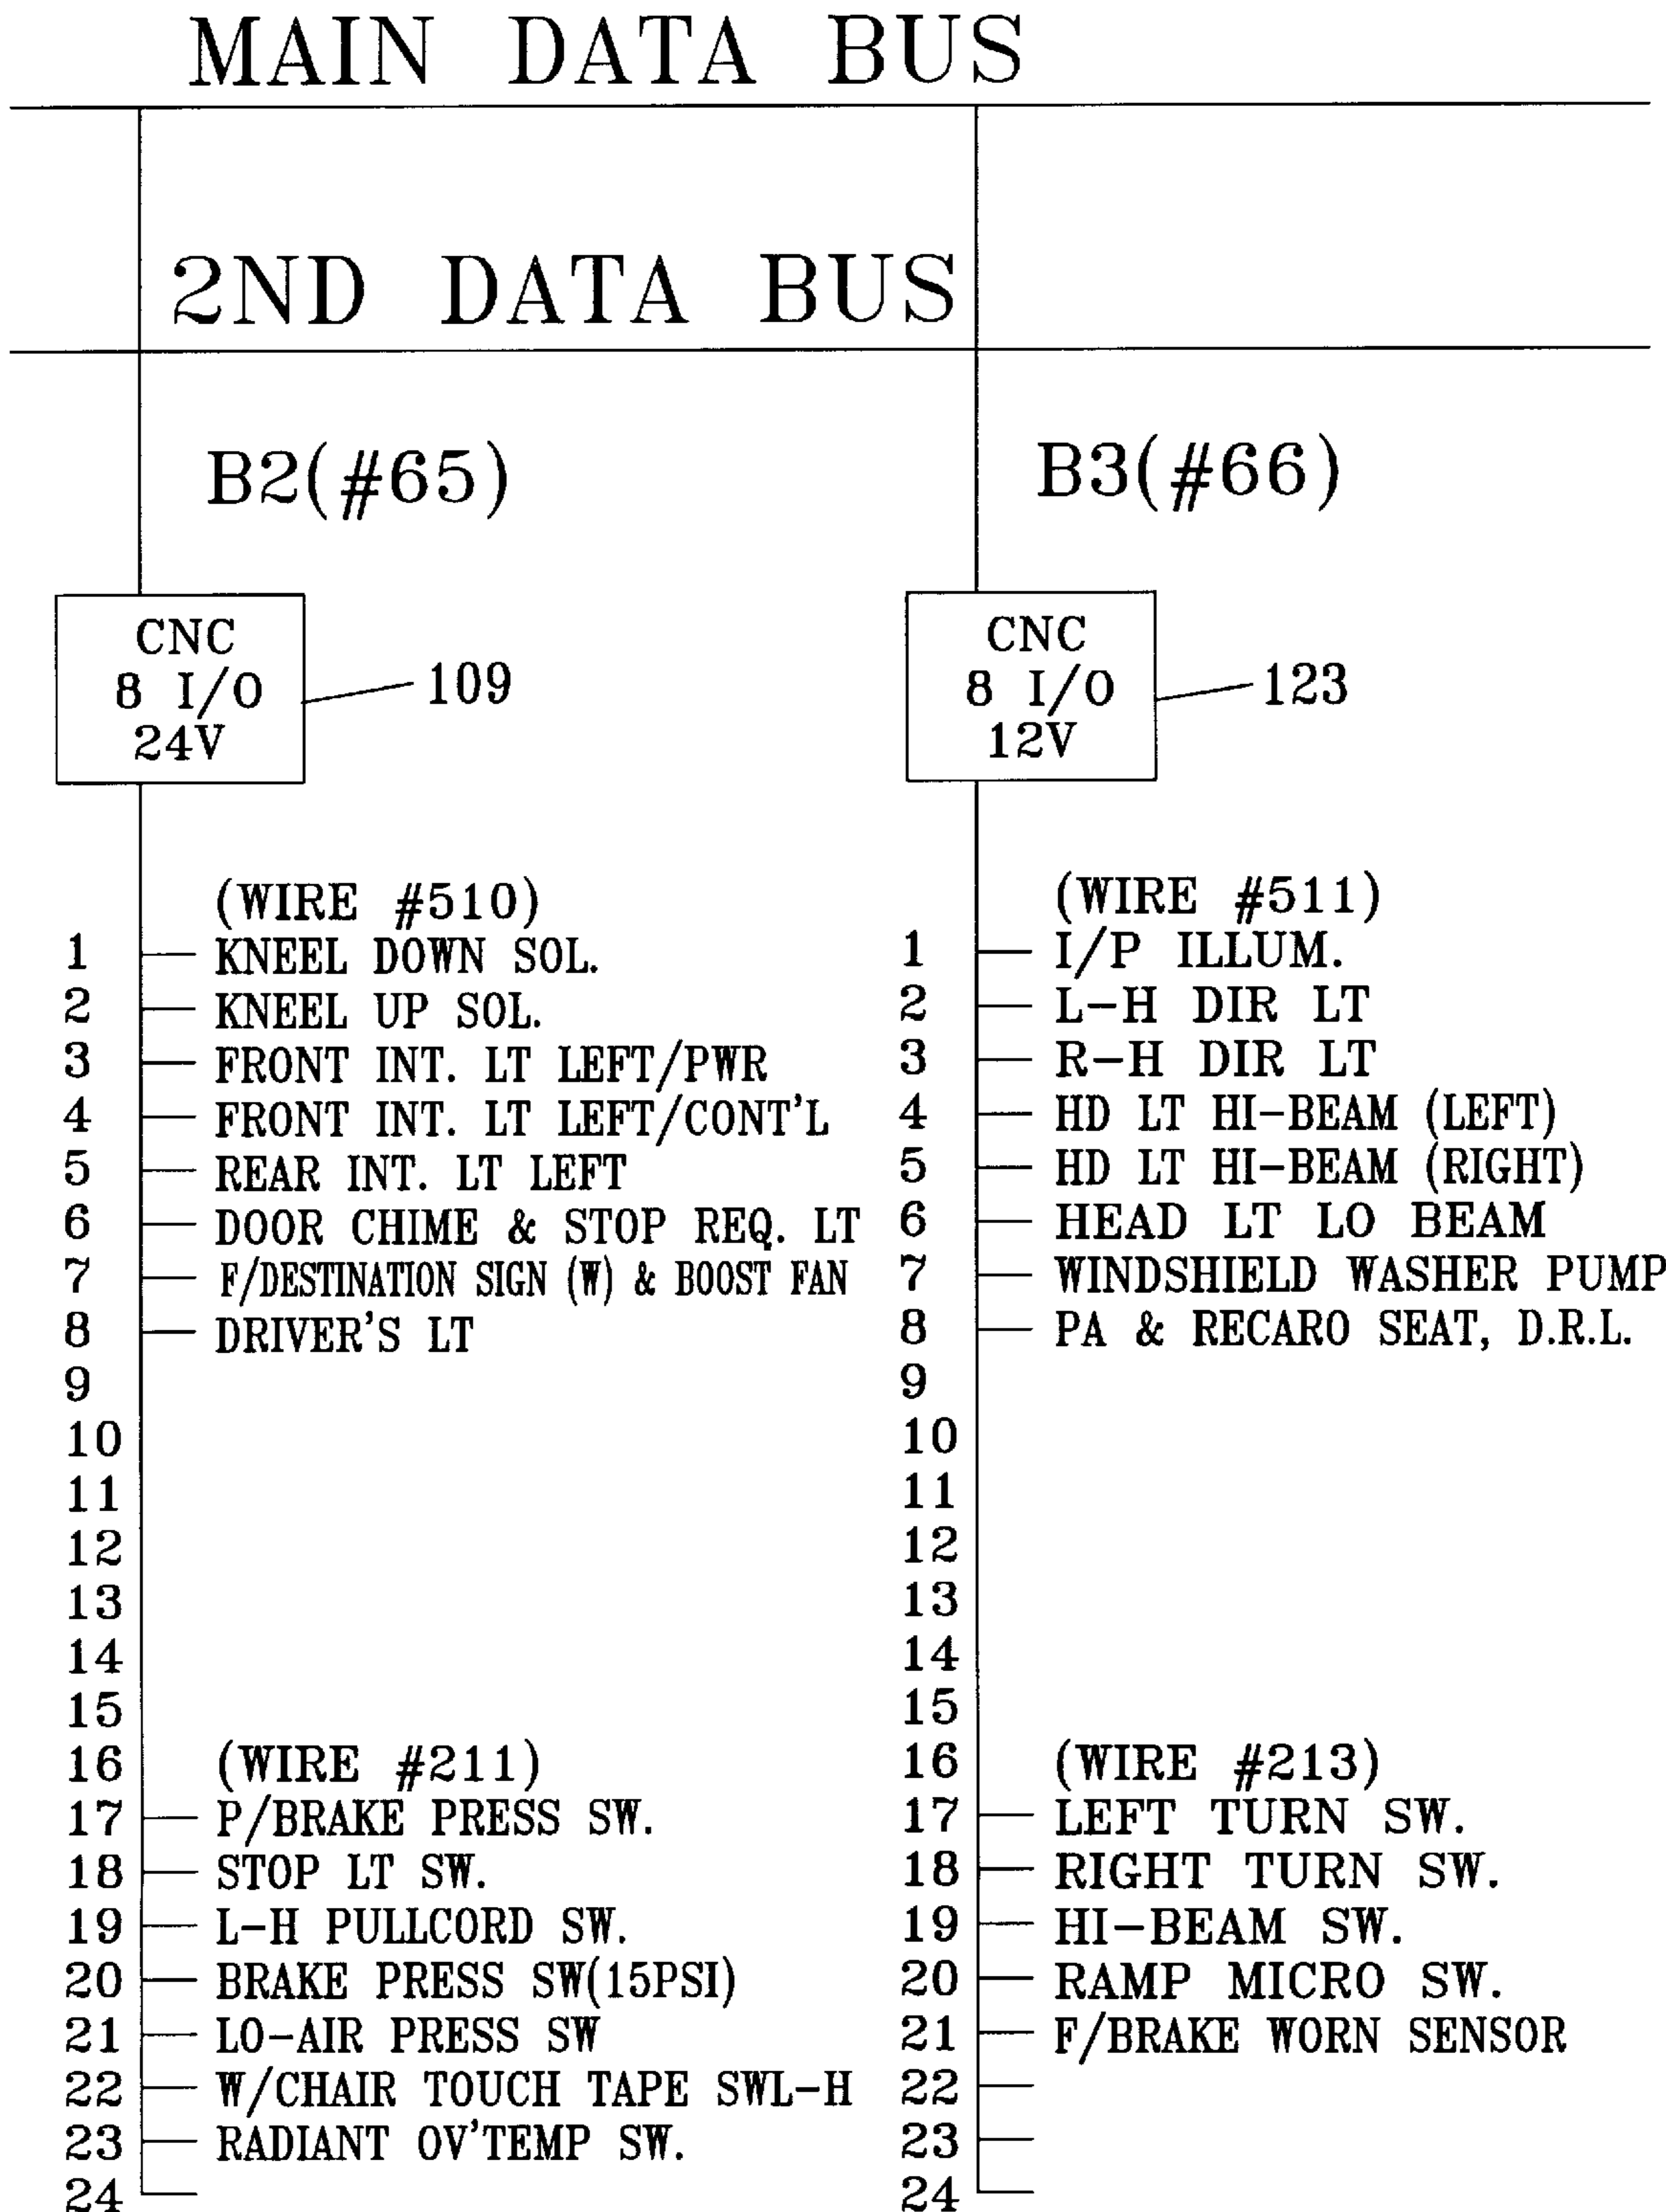 MAIN DATA BUS
2ND DATA BUS
B2(#65)
CNC
8 I/O
24V
109
(WIRE #510)
1 KNEEL DOWN SOL.
2 KNEEL UP SOL.
3 FRONT INT. LT LEFT/PWR
4 FRONT INT. LT LEFT/CONT'L
5 REAR INT. LT LEFT
6 DOOR CHIME & STOP REQ. LT
7 F/DESTINATION SIGN (W) & BOOST FAN
8 DRIVER'S LT
9
10
11
12
13
14
15
16 (WIRE #211)
17 P/BRAKE PRESS SW.
18 STOP LT SW.
19 L-H PULLCORD SW.
20 BRAKE PRESS SW(15PSI)
21 LO-AIR PRESS SW
22 W/CHAIR TOUCH TAPE SWL-H
23 RADIANT OV'TEMP SW.
24
B3(#66)
CNC
8 I/O
12V
123
(WIRE #511)
1 I/P ILLUM.
2 L-H DIR LT
3 R-H DIR LT
4 HD LT HI-BEAM (LEFT)
5 HD LT HI-BEAM (RIGHT)
6 HEAD LT LO BEAM
7 WINDSHIELD WASHER PUMP
8 PA & RECARO SEAT, D.R.L.
9
10
11
12
13
14
15
16 (WIRE #213)
17 LEFT TURN SW.
18 RIGHT TURN SW.
19 HI-BEAM SW.
20 RAMP MICRO SW.
21 F/BRAKE WORN SENSOR
22
23
24